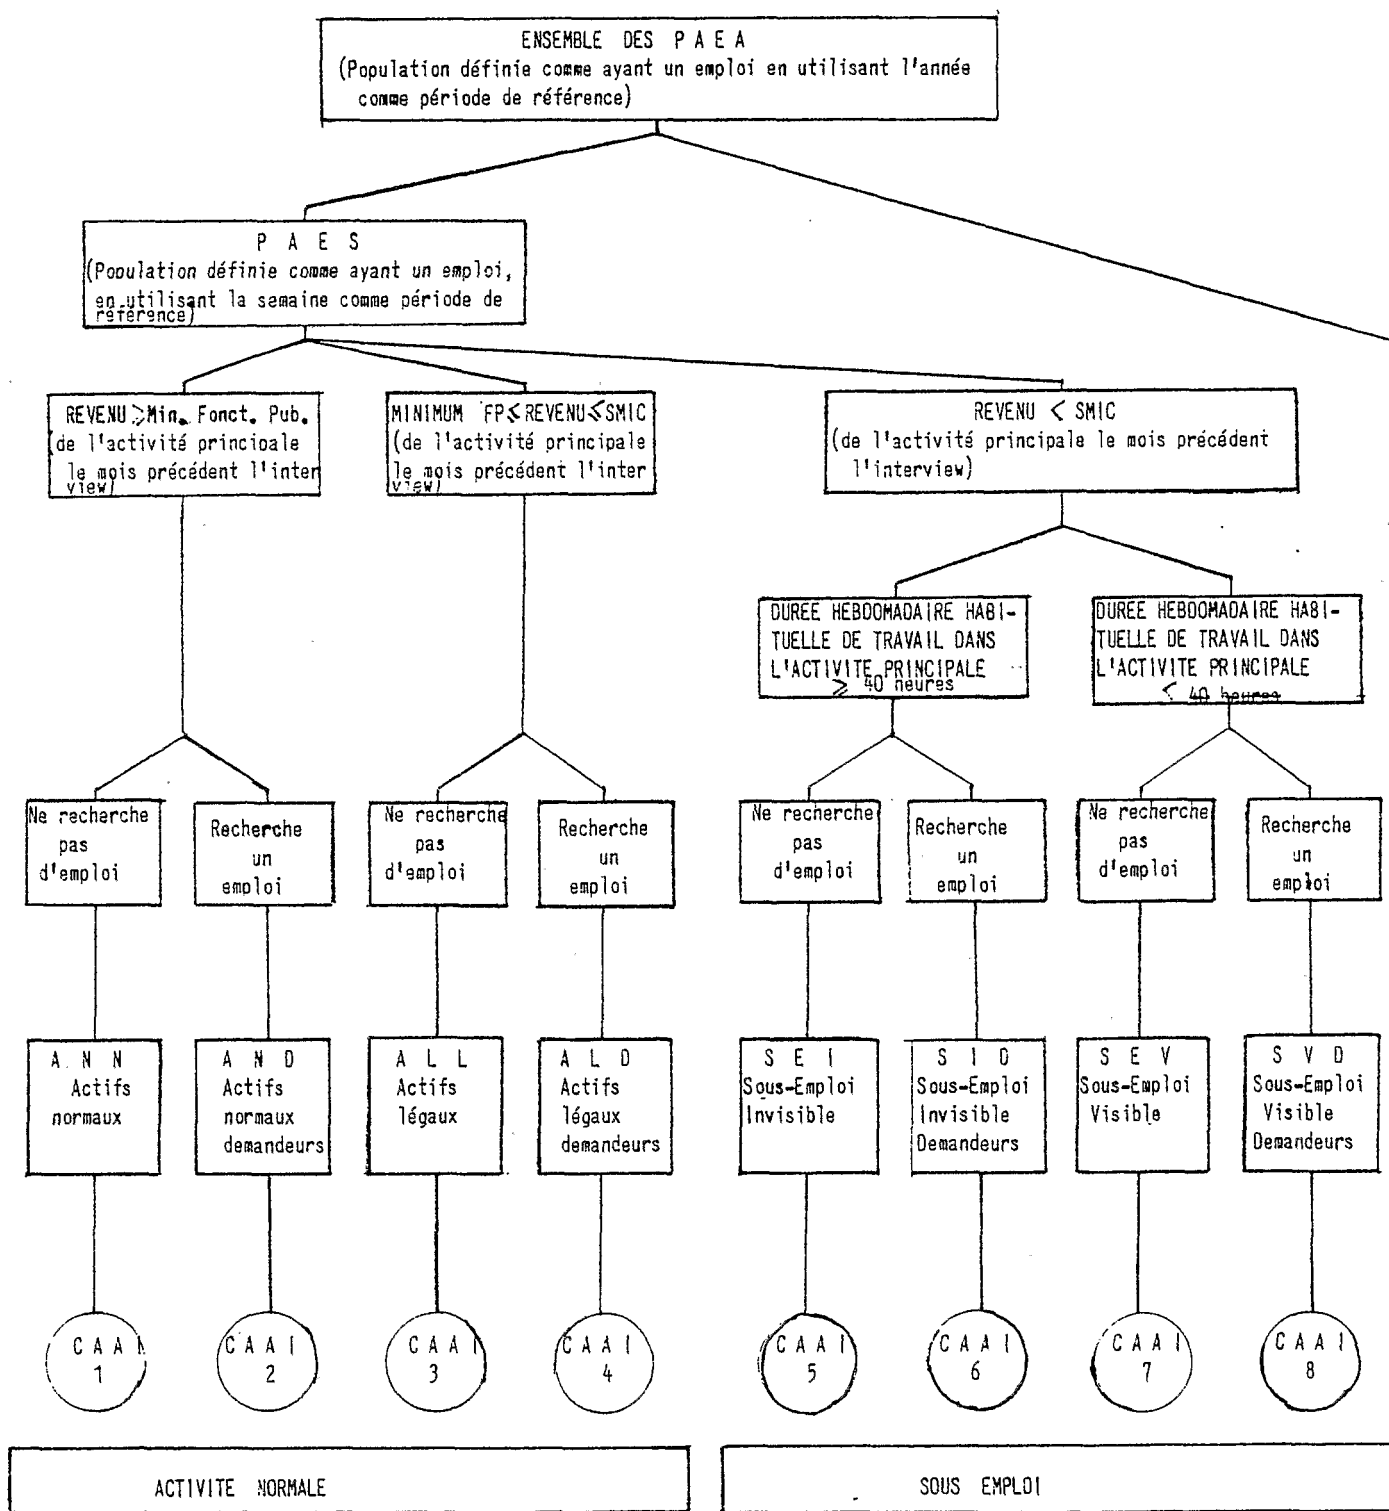 ENSEMBLE DES P A E A
(Population définie comme ayant un emploi en utilisant l'année
comme période de référence)
P A E S
(Population définie comme ayant un emploi,
en utilisant la semaine comme période de
référence)
REVENU ⩾ Min. Fonct. Pub.
(de l'activité principale
le mois précédent l'inter
view)
MINIMUM FP ⩽ REVENU ⩽ SMIC
(de l'activité principale
le mois précédent l'inter
view)
REVENU < SMIC
(de l'activité principale le mois précédent
l'interview)
DUREE HEBDOMADAIRE HABI-
TUELLE DE TRAVAIL DANS
L'ACTIVITE PRINCIPALE
⩾ 40 heures
DUREE HEBDOMADAIRE HABI-
TUELLE DE TRAVAIL DANS
L'ACTIVITE PRINCIPALE
< 40 heures
Ne recherche
pas
d'emploi
Recherche
un
emploi
Ne recherche
pas
d'emploi
Recherche
un
emploi
Ne recherche
pas
d'emploi
Recherche
un
emploi
Ne recherche
pas
d'emploi
Recherche
un
emploi
A N N
Actifs
normaux
A N D
Actifs
normaux
demandeurs
A L L
Actifs
légaux
A L D
Actifs
légaux
demandeurs
S E I
Sous-Emploi
Invisible
S I D
Sous-Emploi
Invisible
Demandeurs
S E V
Sous-Emploi
Visible
S V D
Sous-Emploi
Visible
Demandeurs
C A A I
1
C A A I
2
C A A I
3
C A A I
4
C A A I
5
C A A I
6
C A A I
7
C A A I
8
ACTIVITE NORMALE
SOUS EMPLOI